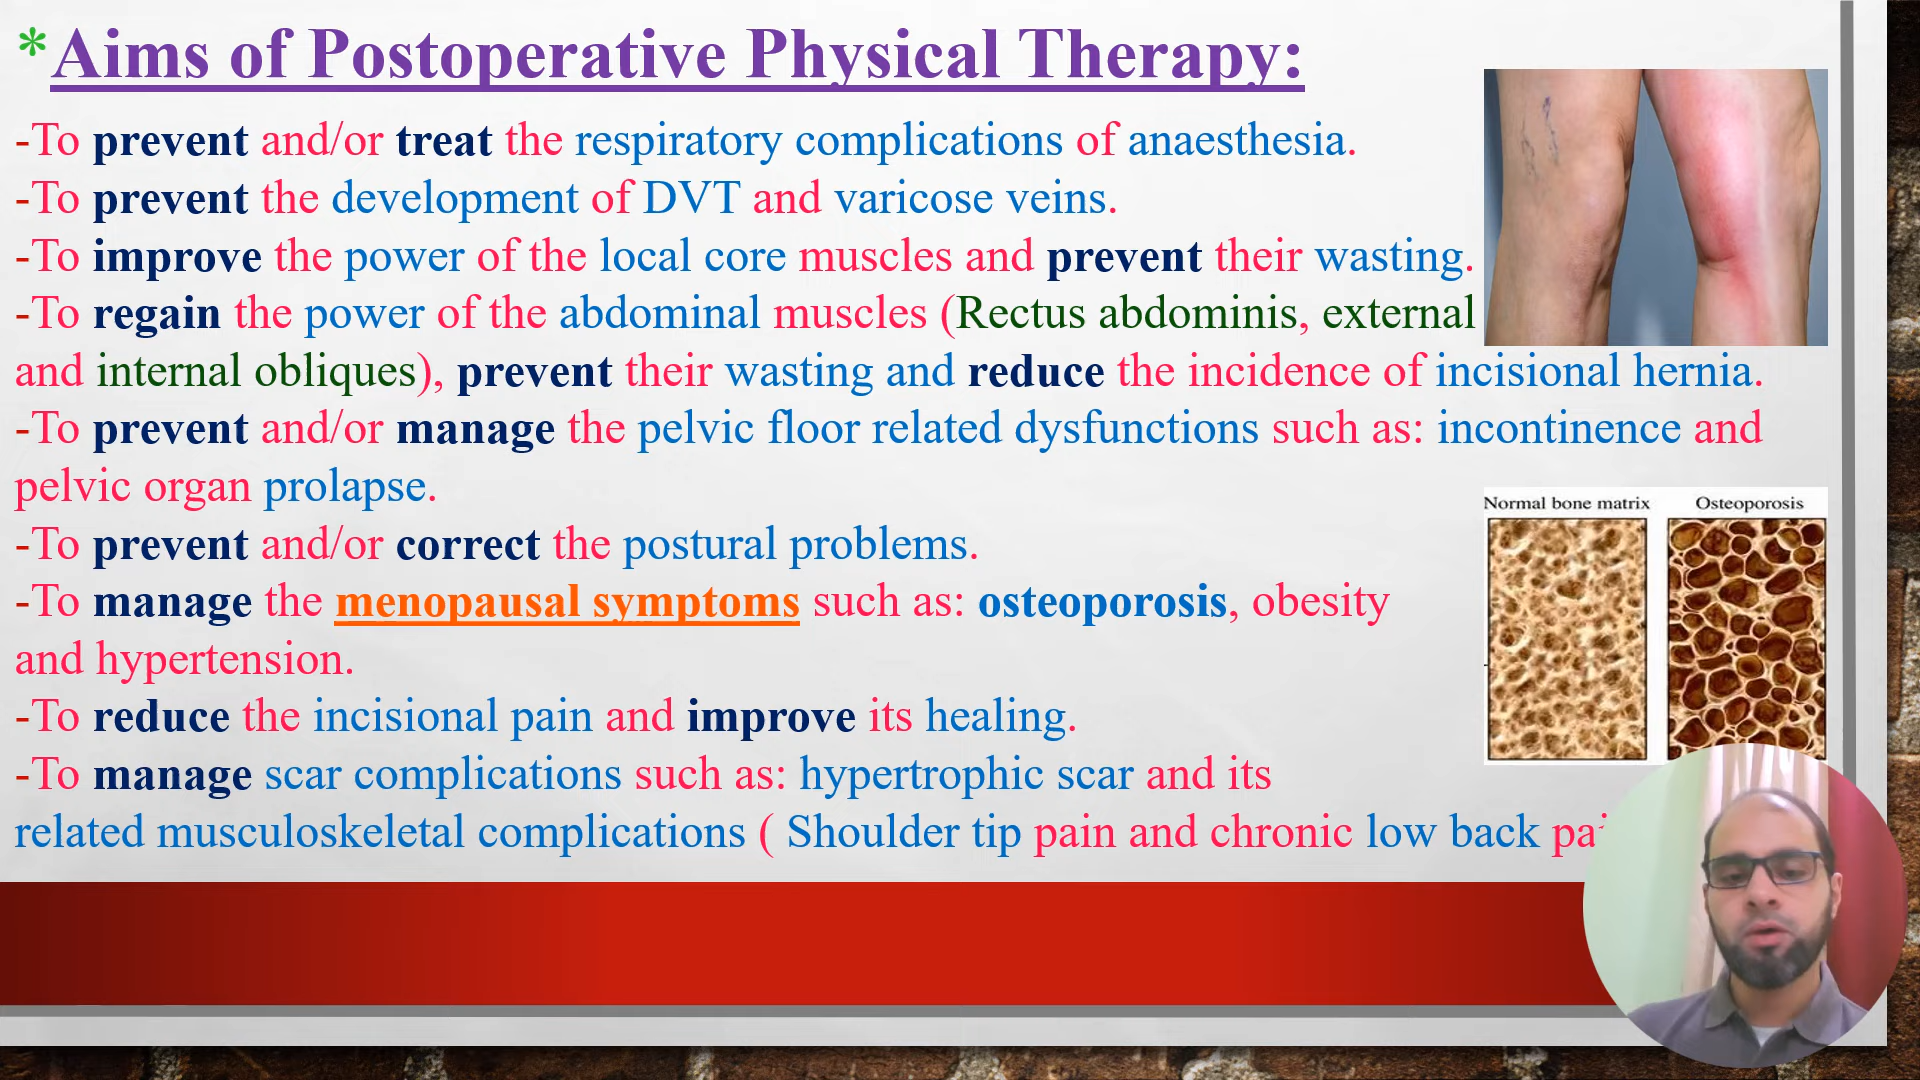 *Aims of Postoperative Physical Therapy:
-To prevent and/or treat the respiratory complications of anaesthesia.
-To prevent the development of DVT and varicose veins.
-To improve the power of the local core muscles and prevent their wasting.
-To regain the power of the abdominal muscles (Rectus abdominis, external
and internal obliques), prevent their wasting and reduce the incidence of incisional hernia.
-To prevent and/or manage the pelvic floor related dysfunctions such as: incontinence and
pelvic organ prolapse.
-To prevent and/or correct the postural problems.
-To manage the menopausal symptoms such as: osteoporosis, obesity
and hypertension.
-To reduce the incisional pain and improve its healing.
-To manage scar complications such as: hypertrophic scar and its
related musculoskeletal complications ( Shoulder tip pain and chronic low back
Normal bone matrix
Osteoporosis